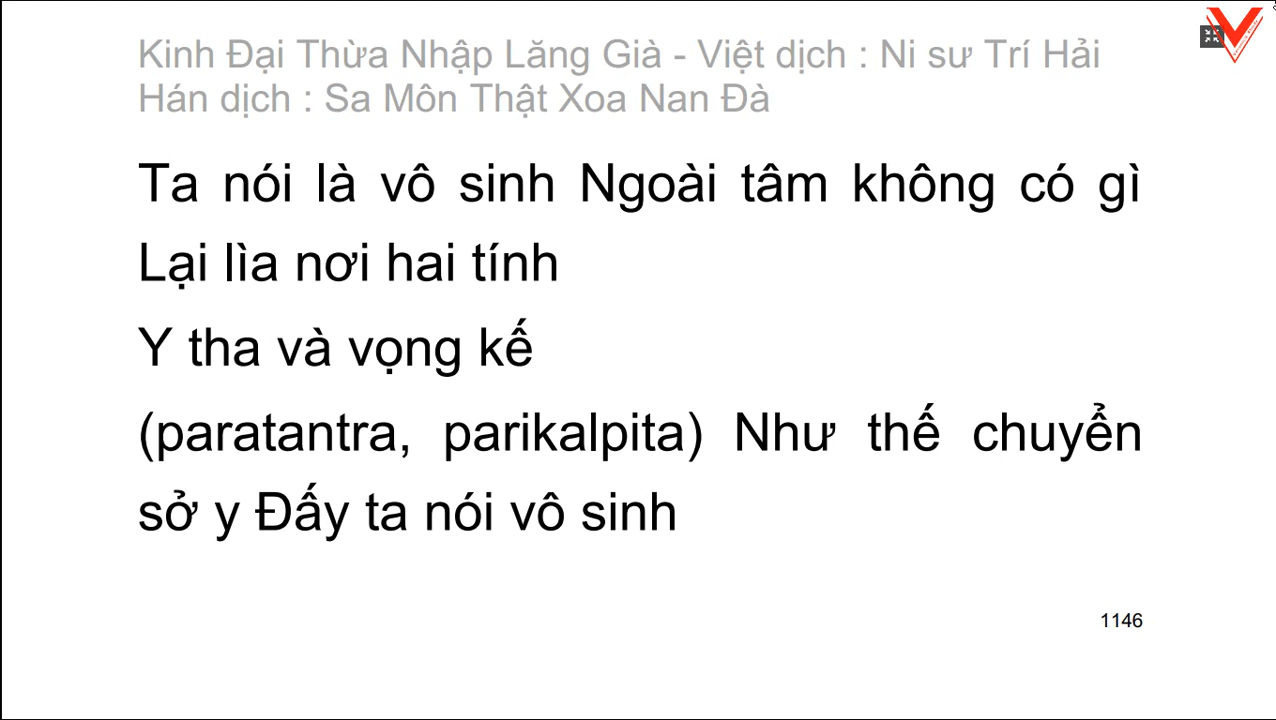 Kinh Đại Thừa Nhập Lăng Già - Việt dịch : Ni sư Trí Hải
Hán dịch : Sa Môn Thật Xoa Nan Đà
Ta nói là vô sinh Ngoài tâm không có gì
Lại lìa nơi hai tính
Y tha và vọng kế
(paratantra, parikalpita) Như thế chuyển
sở y Đấy ta nói vô sinh
1146